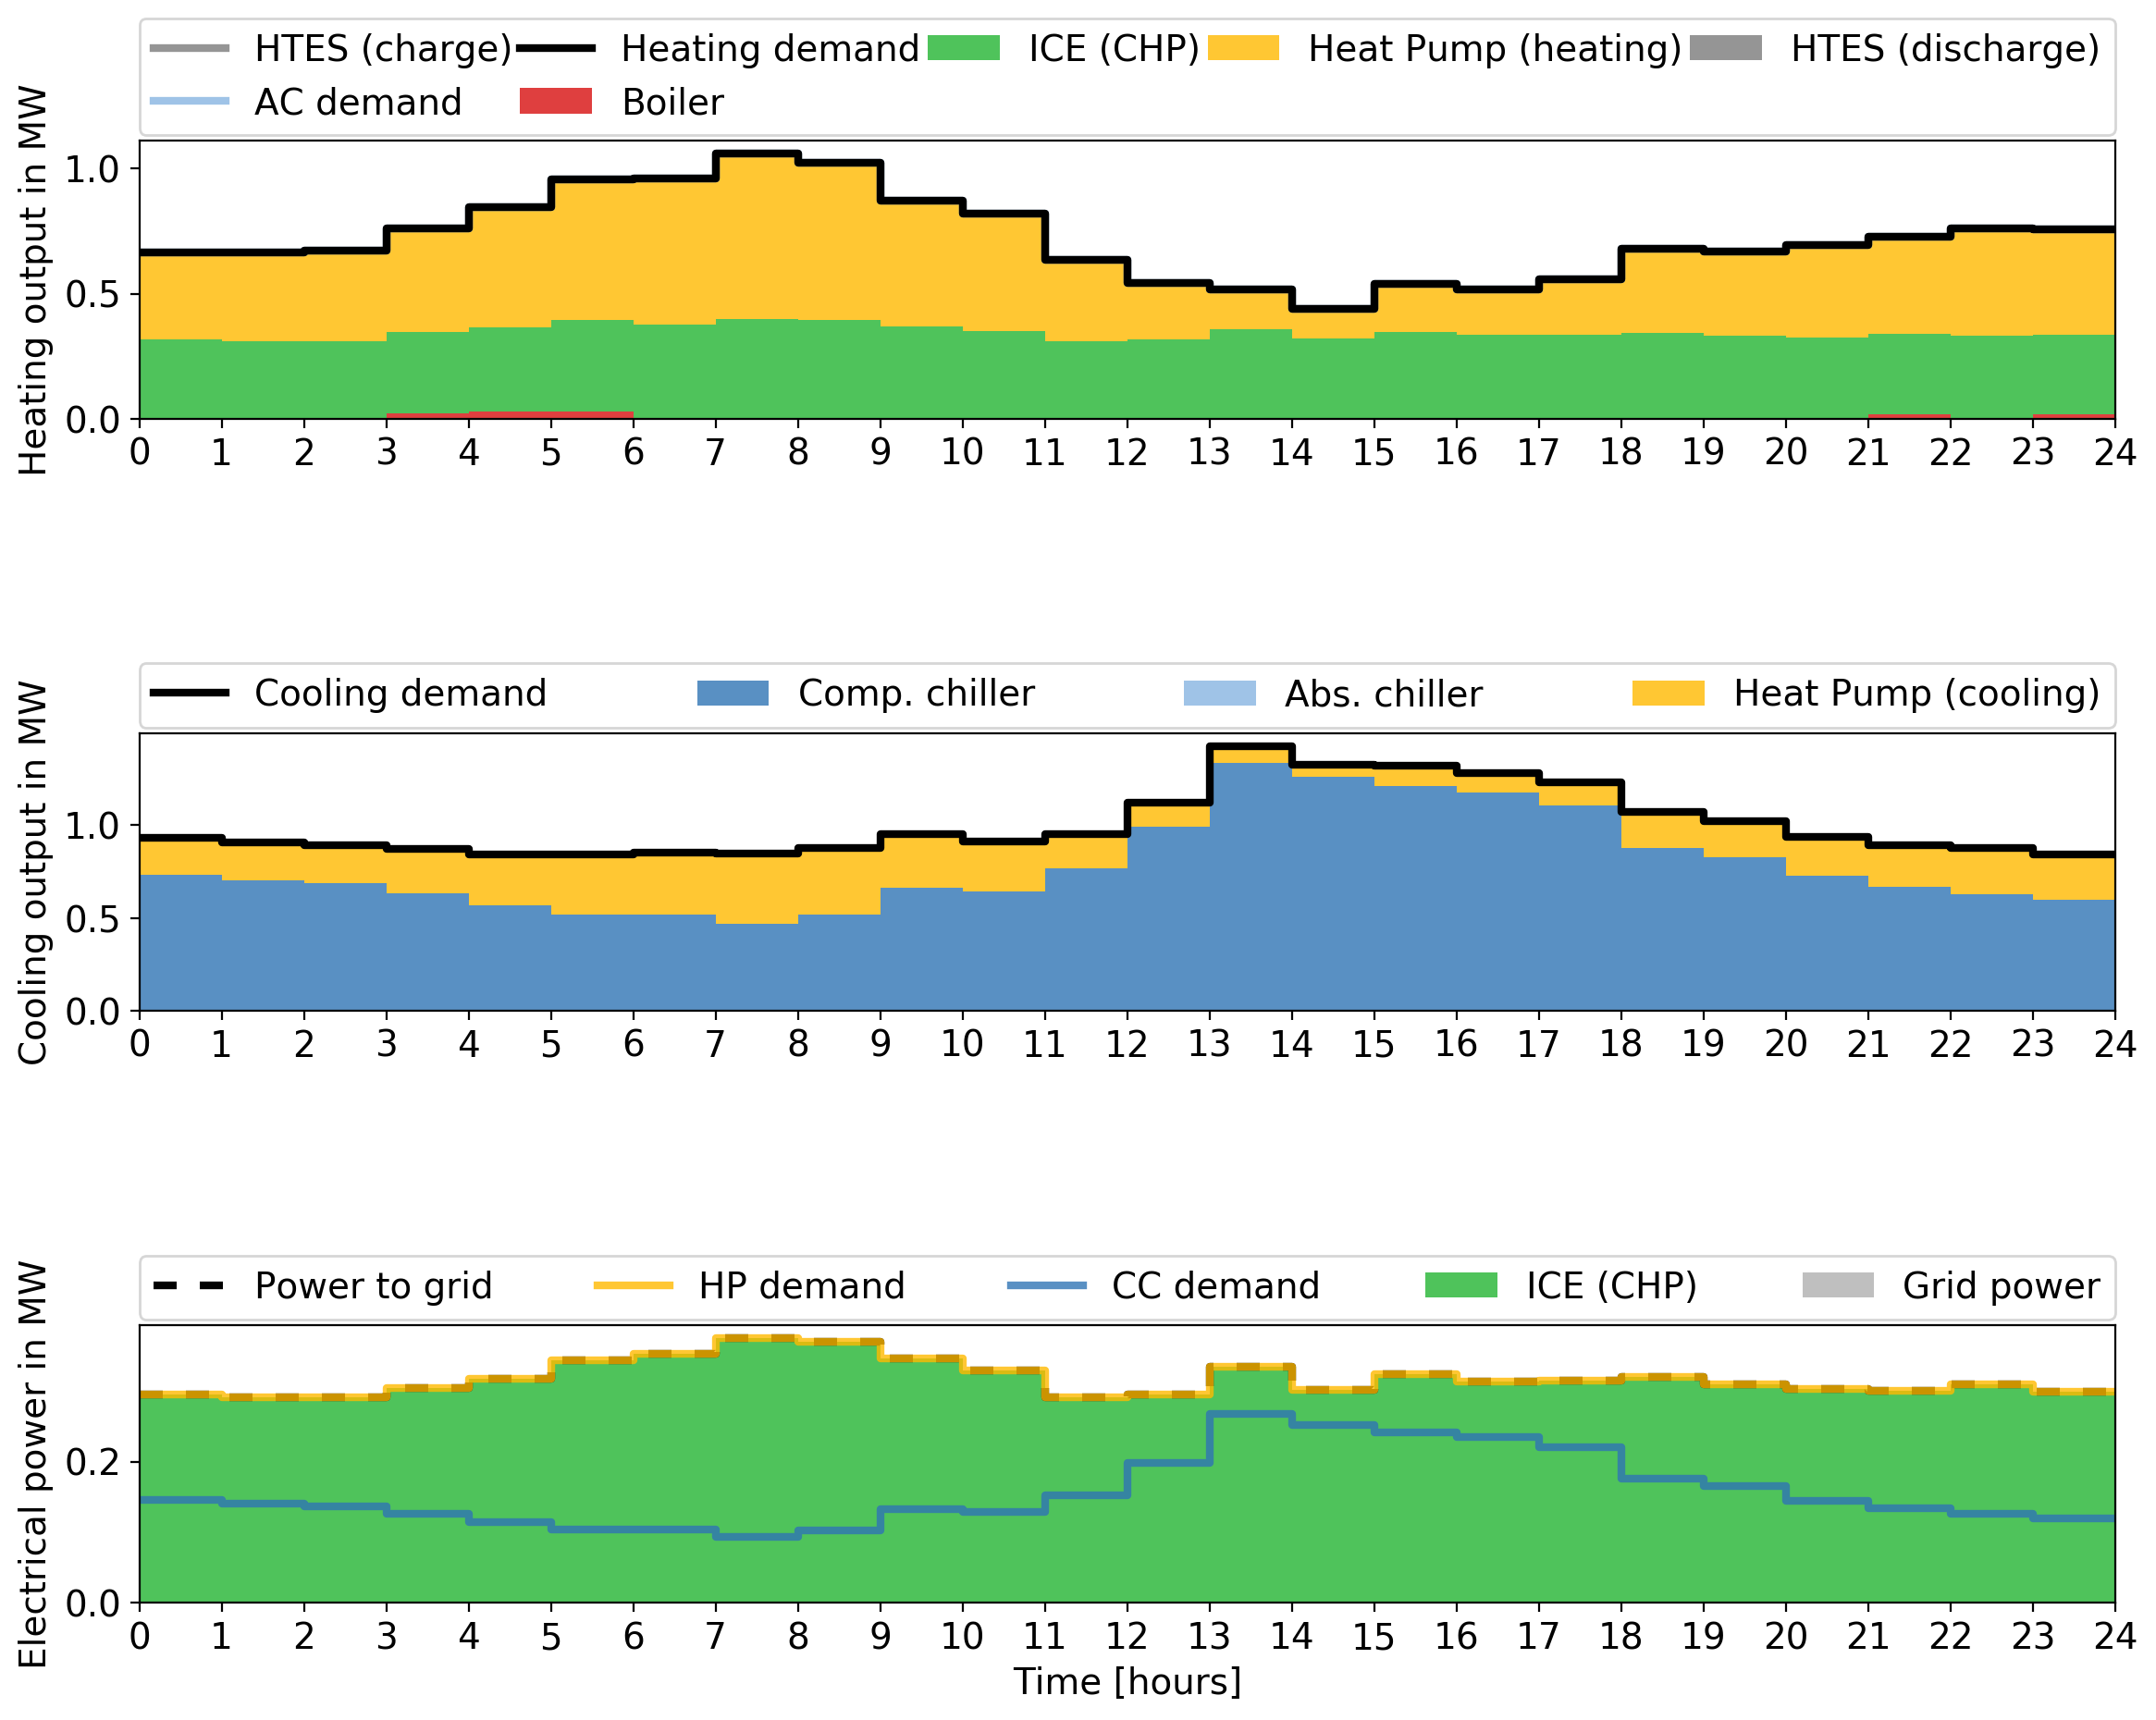 HTES (charge) Heating demand ICE (CHP) Heat Pump (heating) HTES (discharge)
AC demand Boiler
Heating output in MW
1.0
0.5
0.0
0 1 2 3 4 5 6 7 8 9 10 11 12 13 14 15 16 17 18 19 20 21 22 23 24
Cooling demand Comp. chiller Abs. chiller Heat Pump (cooling)
Cooling output in MW
1.0
0.5
0.0
0 1 2 3 4 5 6 7 8 9 10 11 12 13 14 15 16 17 18 19 20 21 22 23 24
Power to grid HP demand CC demand ICE (CHP) Grid power
Electrical power in MW
0.2
0.0
0 1 2 3 4 5 6 7 8 9 10 11 12 13 14 15 16 17 18 19 20 21 22 23 24
Time [hours]